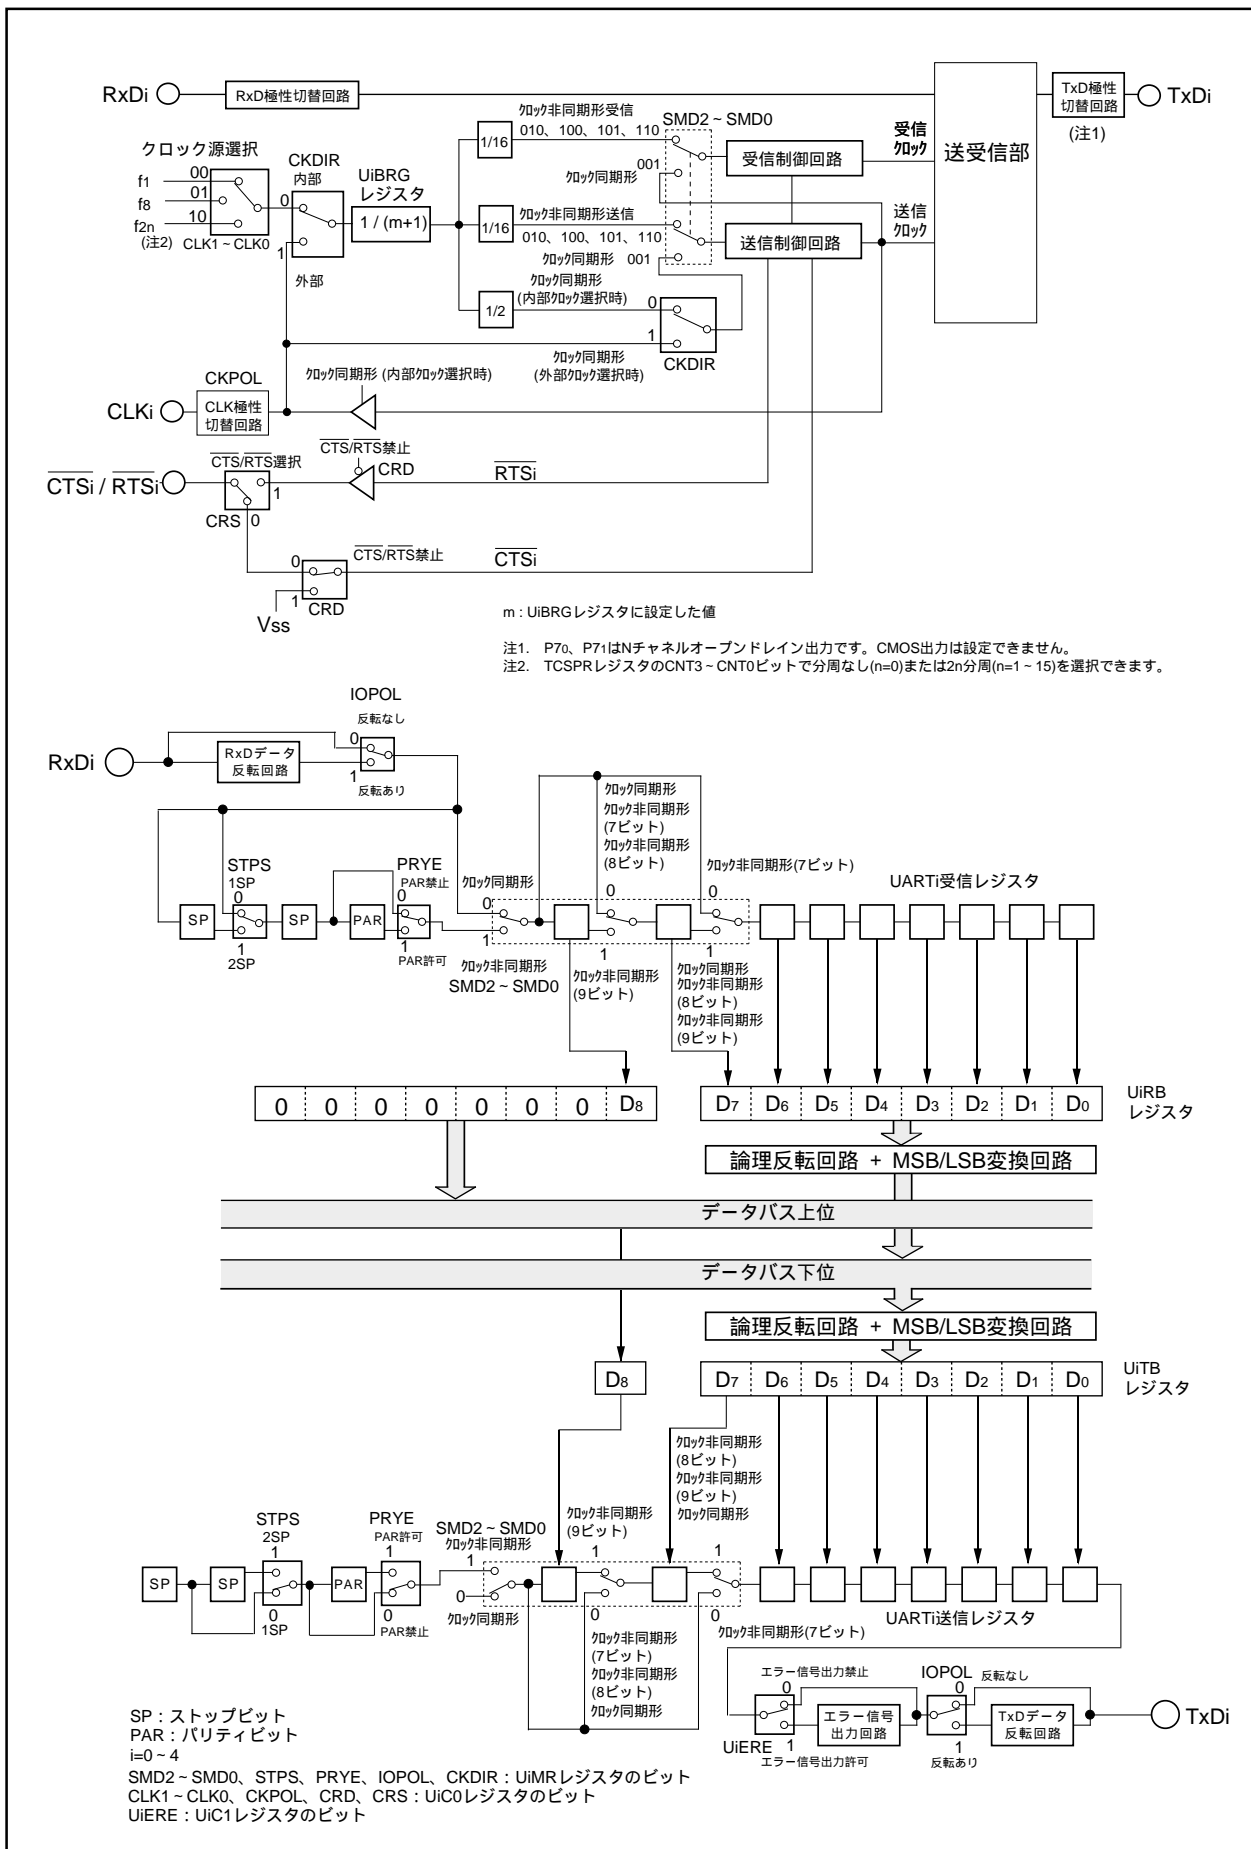 RxDi
RxD極性切替回路
TxD極性
切替回路
TxDi
(注1)
送受信部
クロック非同期形受信
010、100、101、110
1/16
SMD2~SMD0
受信制御回路
受信
クロック
クロック源選択
f1
00
f8
01
f2n
10
(注2)
CLK1~CLK0
CKDIR
内部
0
1
外部
UiBRG
レジスタ
1 / (m+1)
クロック同期形
001
1/16
クロック非同期形送信
010、100、101、110
送信制御回路
送信
クロック
クロック同期形
001
クロック同期形
(内部クロック選択時)
1/2
0
1
CKDIR
クロック同期形
(外部クロック選択時)
CKPOL
CLKi
CLK極性
切替回路
クロック同期形 (内部クロック選択時)
CTSi / RTSi
CTS/RTS選択
1
CRS
0
CTS/RTS禁止
CRD
RTSi
0
CTS/RTS禁止
CTSi
1
CRD
Vss
m : UiBRGレジスタに設定した値
注1. P70、P71はNチャネルオープンドレイン出力です。CMOS出力は設定できません。
注2. TCSPRレジスタのCNT3~CNT0ビットで分周なし(n=0)または2n分周(n=1~15)を選択できます。
IOPOL
反転なし
0
RxDi
RxDデータ
反転回路
1
反転あり
STPS
1SP
0
SP
1
2SP
SP
PRYE
PAR禁止
0
PAR
1
PAR許可
クロック同期形
0
1
クロック非同期形
SMD2~SMD0
クロック同期形
クロック非同期形
(7ビット)
クロック非同期形
(8ビット)
0
1
クロック非同期形
(9ビット)
クロック非同期形(7ビット)
0
1
クロック同期形
クロック非同期形
(8ビット)
クロック非同期形
(9ビット)
UARTi受信レジスタ
0 0 0 0 0 0 0 D8
D7 D6 D5 D4 D3 D2 D1 D0
UiRB
レジスタ
論理反転回路 + MSB/LSB変換回路
データバス上位
データバス下位
論理反転回路 + MSB/LSB変換回路
D8
D7 D6 D5 D4 D3 D2 D1 D0
UiTB
レジスタ
クロック非同期形
(8ビット)
クロック非同期形
(9ビット)
クロック同期形
クロック非同期形
(9ビット)
STPS
2SP
1
SP
SP
0
1SP
PRYE
PAR許可
1
PAR
0
PAR禁止
SMD2~SMD0
クロック非同期形
1
0
クロック同期形
1
0
クロック非同期形
(7ビット)
クロック非同期形
(8ビット)
クロック同期形
1
0
クロック非同期形(7ビット)
UARTi送信レジスタ
エラー信号出力禁止
0
UiERE
1
エラー信号出力許可
エラー信号
出力回路
IOPOL
反転なし
0
1
反転あり
TxDデータ
反転回路
TxDi
SP : ストップビット
PAR : パリティビット
i=0~4
SMD2~SMD0、STPS、PRYE、IOPOL、CKDIR : UiMRレジスタのビット
CLK1~CLK0、CKPOL、CRD、CRS : UiC0レジスタのビット
UiERE : UiC1レジスタのビット